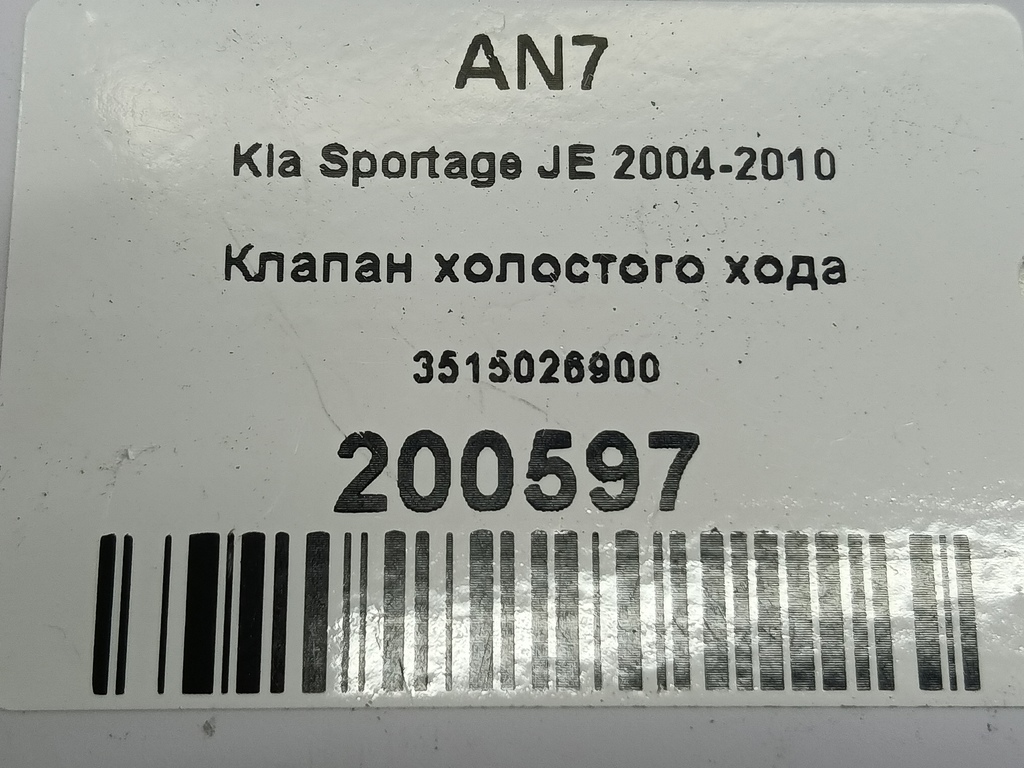 AN7
Kia Sportage JE 2004-2010
Клапан холостого хода
3515026900
200597